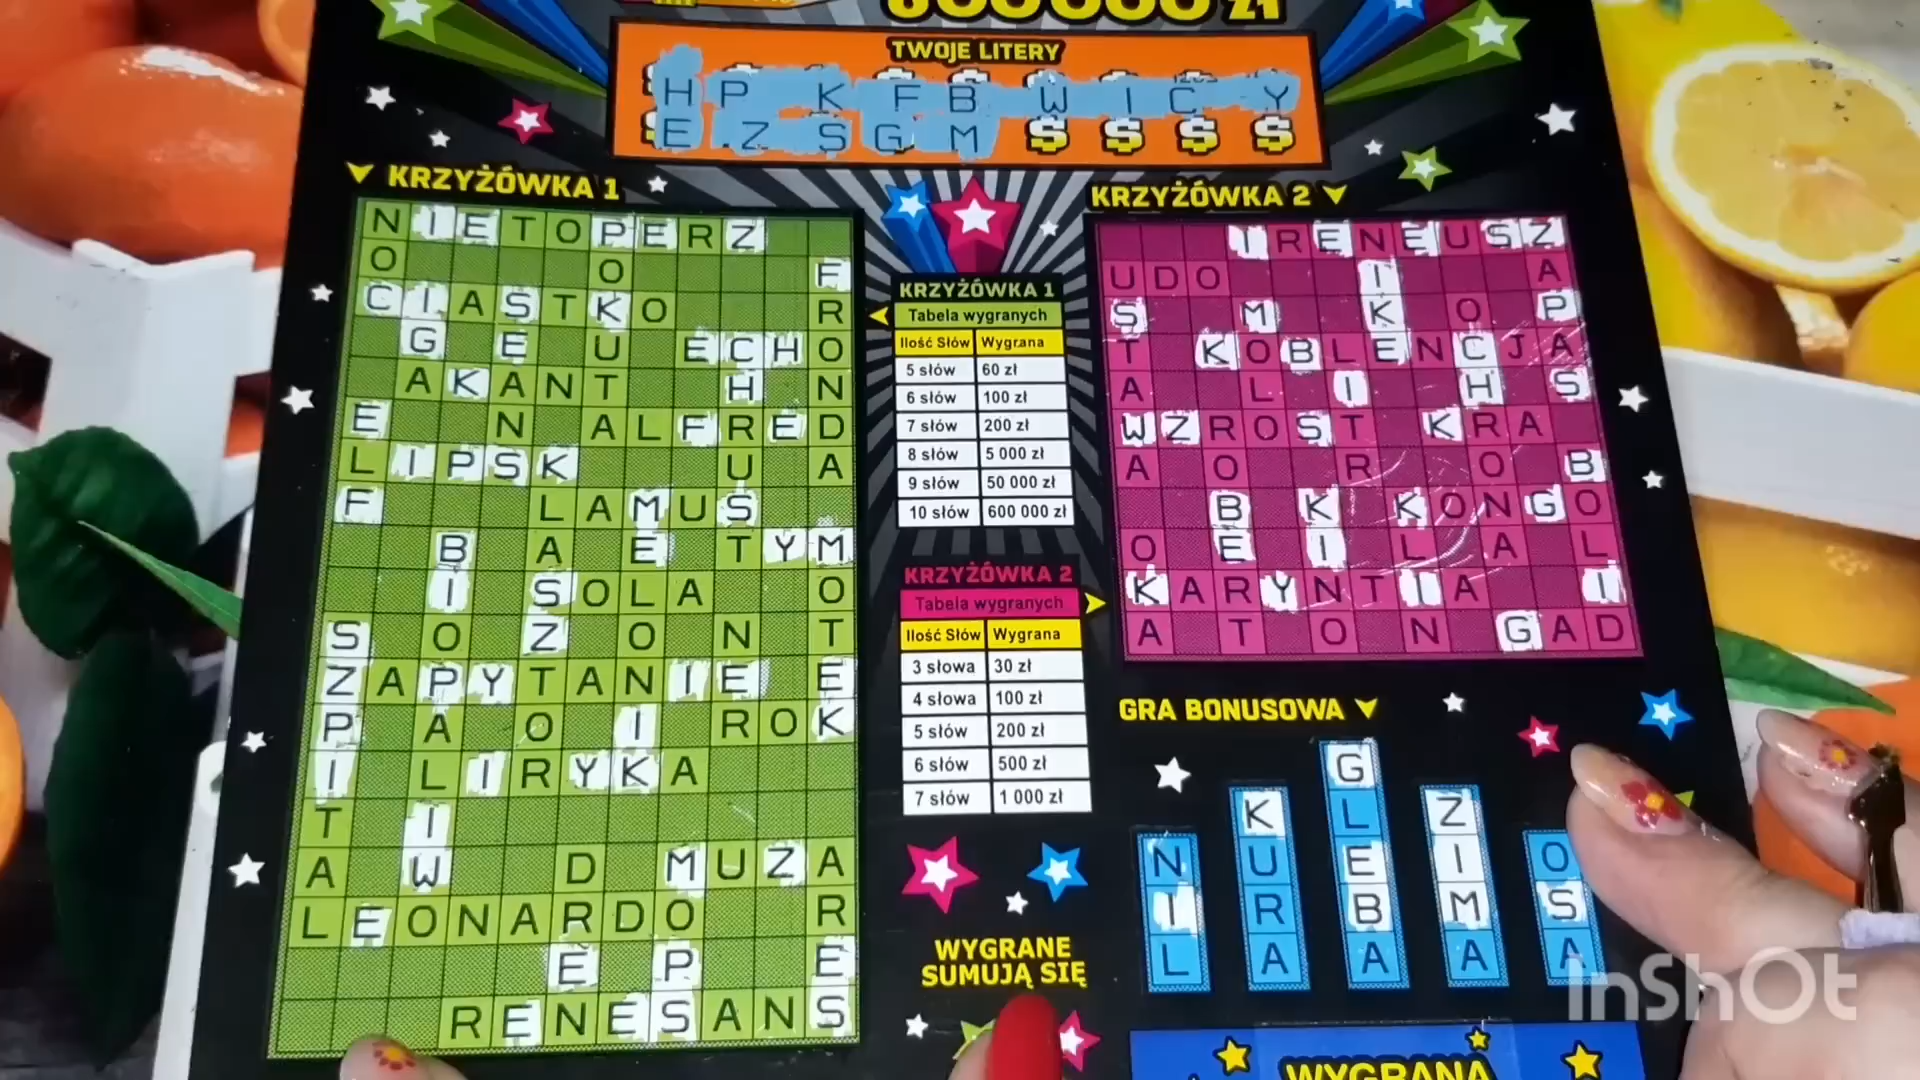 600 000 zł
TWOJE LITERY
H P K F B W I C Y
E Z S G M
KRZYŻÓWKA 1
NIETOPERZ
O O F
CIASTKO R
G E U ECHO
AKANT H N
E N ALFRED
LIPSK U A
F LAMUS
B A E TYM
I SOLA O
S O Z O N T
ZAPYTANIE E
P A O I ROK
I LIRYKA
T I
A W D MUZA
LEONARDO R
E P E
RENESANS
KRZYŻÓWKA 2
IRENEUSZ
UDO I A
S M K O P
T KOBLENCJA
A L I H S
WZROST KRA
A O R O B
B K KONGO
O E I L A L
KARYNTIA I
A T O N GAD
KRZYŻÓWKA 1
Tabela wygranych
Ilość Słów Wygrana
5 słów 60 zł
6 słów 100 zł
7 słów 200 zł
8 słów 5 000 zł
9 słów 50 000 zł
10 słów 600 000 zł
KRZYŻÓWKA 2
Tabela wygranych
Ilość Słów Wygrana
3 słowa 30 zł
4 słowa 100 zł
5 słów 200 zł
6 słów 500 zł
7 słów 1 000 zł
WYGRANE
SUMUJĄ SIĘ
GRA BONUSOWA
NIL
KURA
GLEBA
ZIMA
OSA
WYGRANA
InShOt